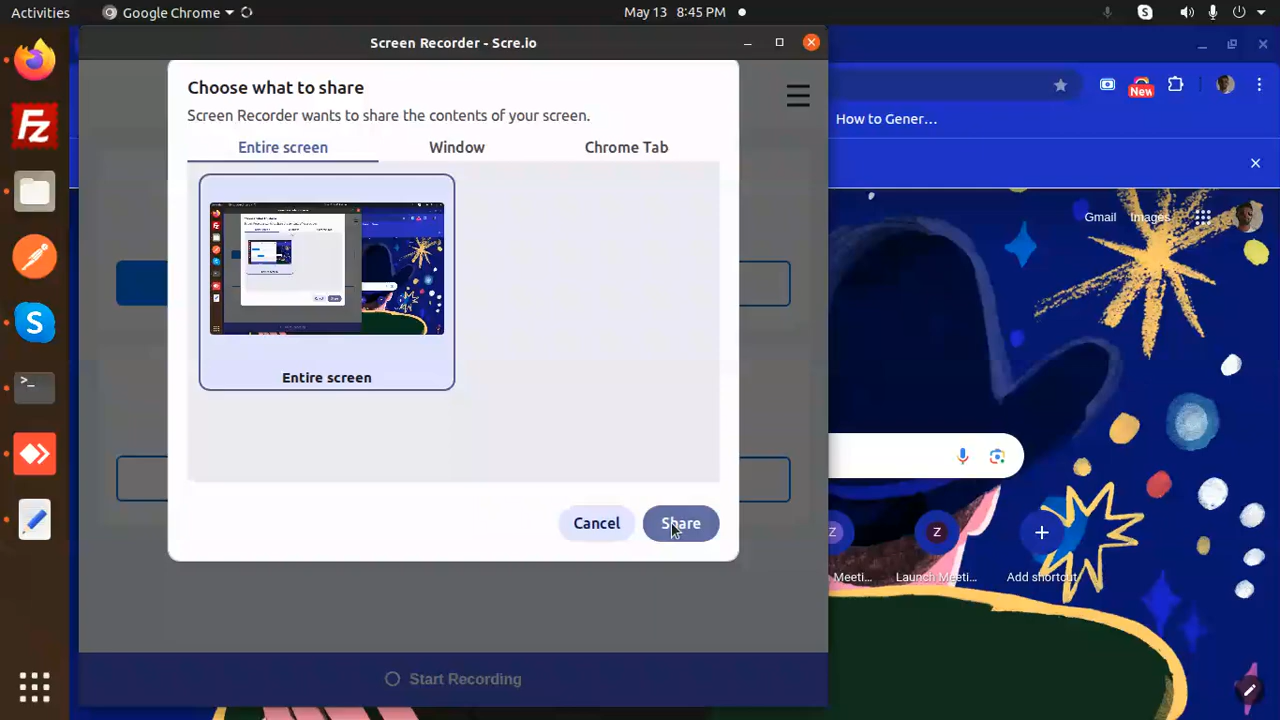 Activities
Google Chrome
May 13 8:45 PM
Screen Recorder - Scre.io
Choose what to share
Screen Recorder wants to share the contents of your screen.
Entire screen
Window
Chrome Tab
Entire screen
Cancel
Share
Start Recording
New
How to Gener...
Gmail
Images
Z
Z
Meeti...
Launch Meeti...
Add shortcut
Fz
S
S
>_